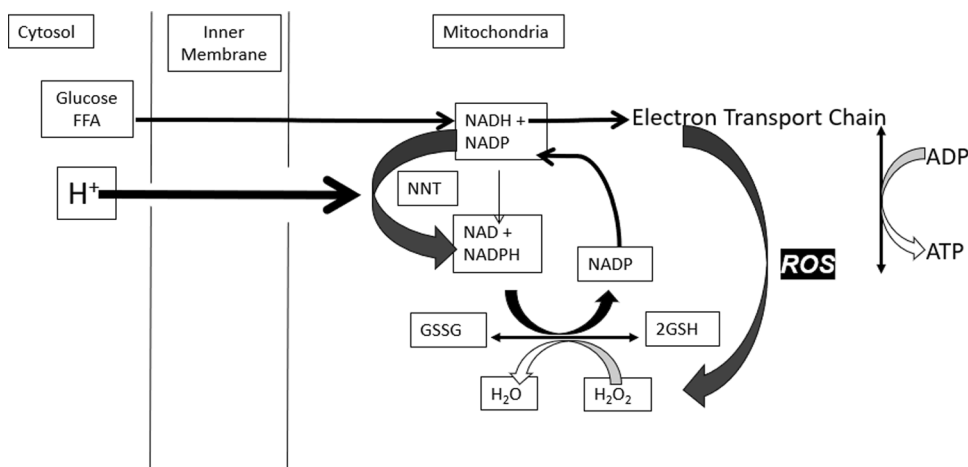 Cytosol
Inner
Membrane
Mitochondria
Glucose
FFA
NADH +
NADP
Electron Transport Chain
ADP
H⁺
NNT
NAD +
NADPH
NADP
ROS
ATP
GSSG
2GSH
H₂O
H₂O₂